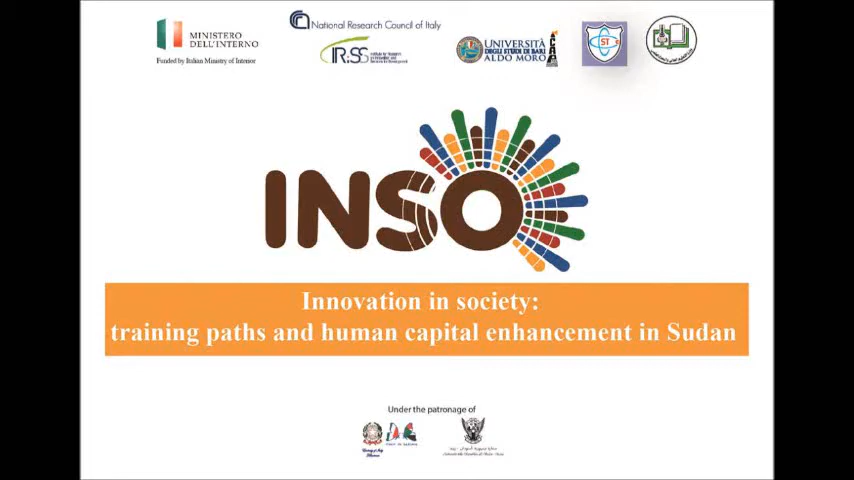 MINISTERO
DELL'INTERNO
Funded by Italian Ministry of Interior
National Research Council of Italy
IRiSS
UNIVERSITÀ
DEGLI STUDI DI BARI
ALDO MORO
INSO
Innovation in society:
training paths and human capital enhancement in Sudan
Under the patronage of